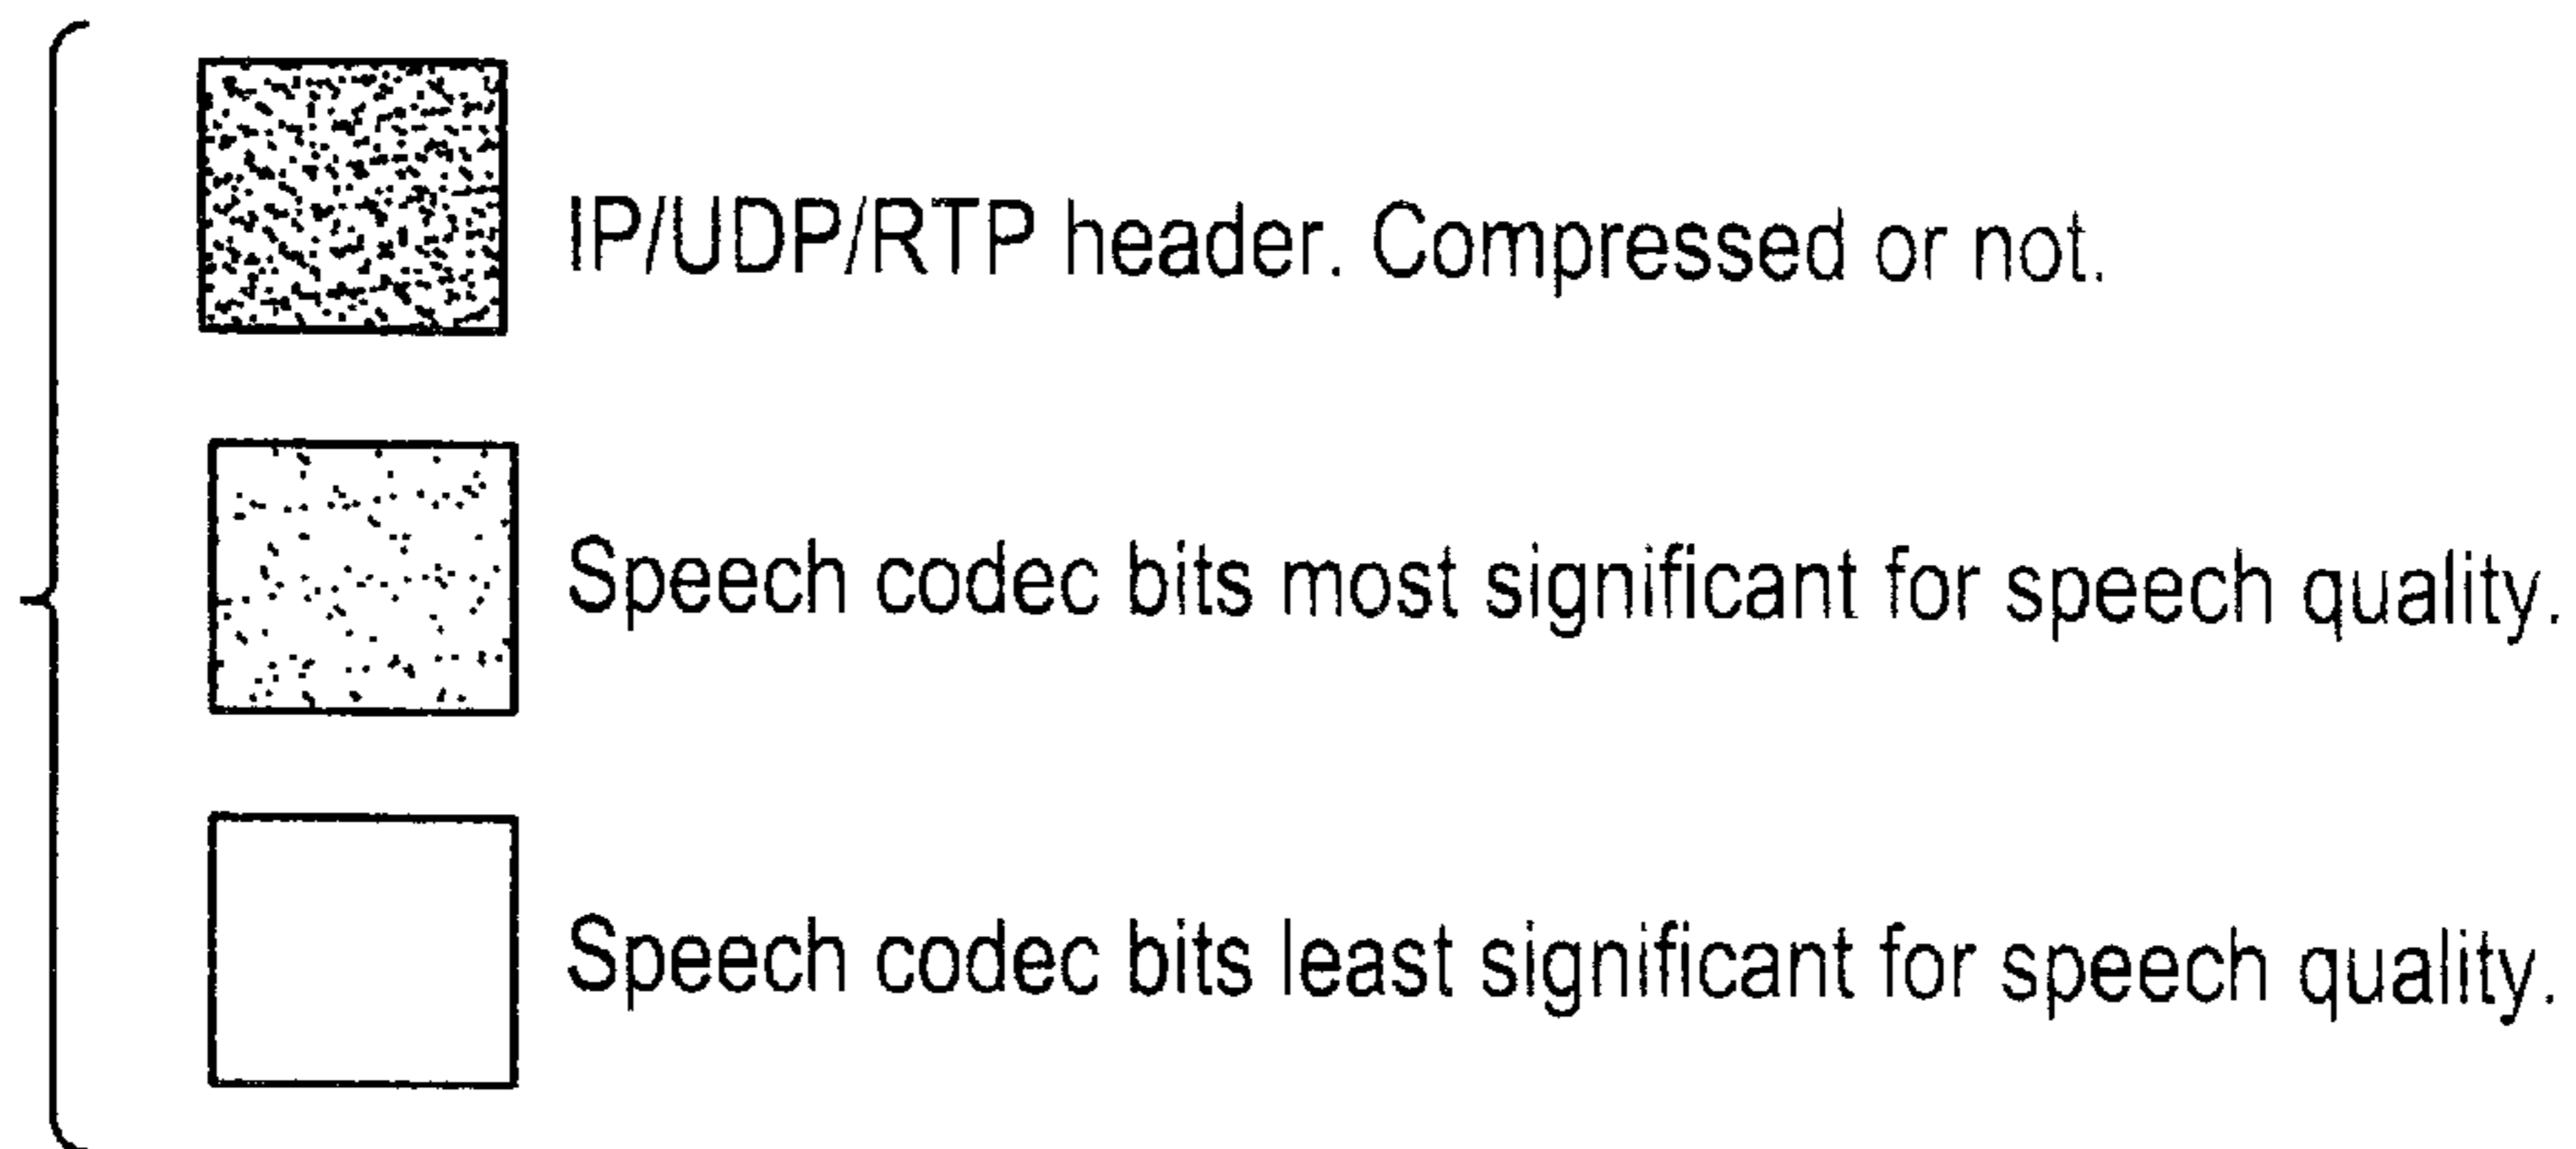 IP/UDP/RTP header. Compressed or not.
Speech codec bits most significant for speech quality.
Speech codec bits least significant for speech quality.